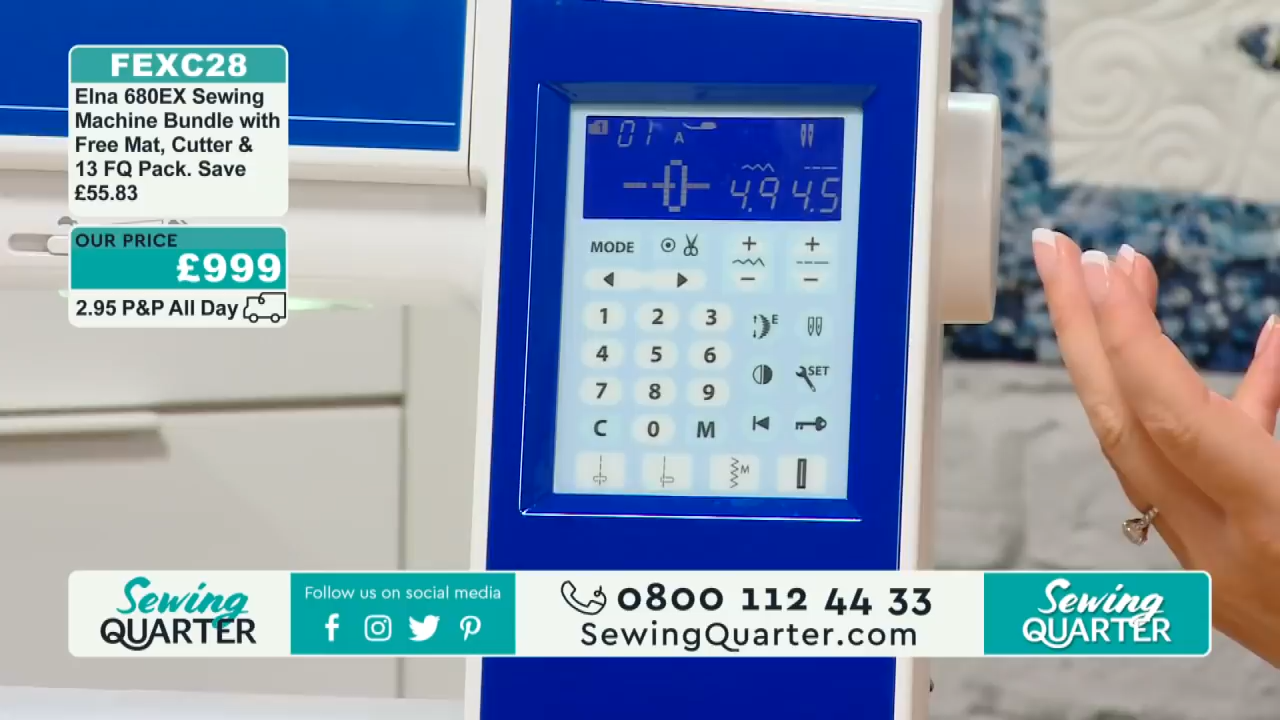 FEXC28
Elna 680EX Sewing
Machine Bundle with
Free Mat, Cutter &
13 FQ Pack. Save
£55.83
OUR PRICE
£999
2.95 P&P All Day
1 01 A
0 4.9 4.5
MODE + +
- -
1 2 3 E
4 5 6 SET
7 8 9
C 0 M
M
Sewing
QUARTER
Follow us on social media
0800 112 44 33
SewingQuarter.com
Sewing
QUARTER